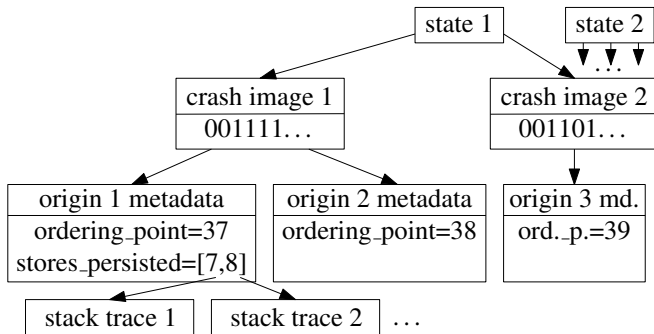 state 1
state 2
...
crash image 1
001111...
crash image 2
001101...
origin 1 metadata
ordering_point=37
stores_persisted=[7,8]
origin 2 metadata
ordering_point=38
origin 3 md.
ord._p.=39
stack trace 1
stack trace 2
...